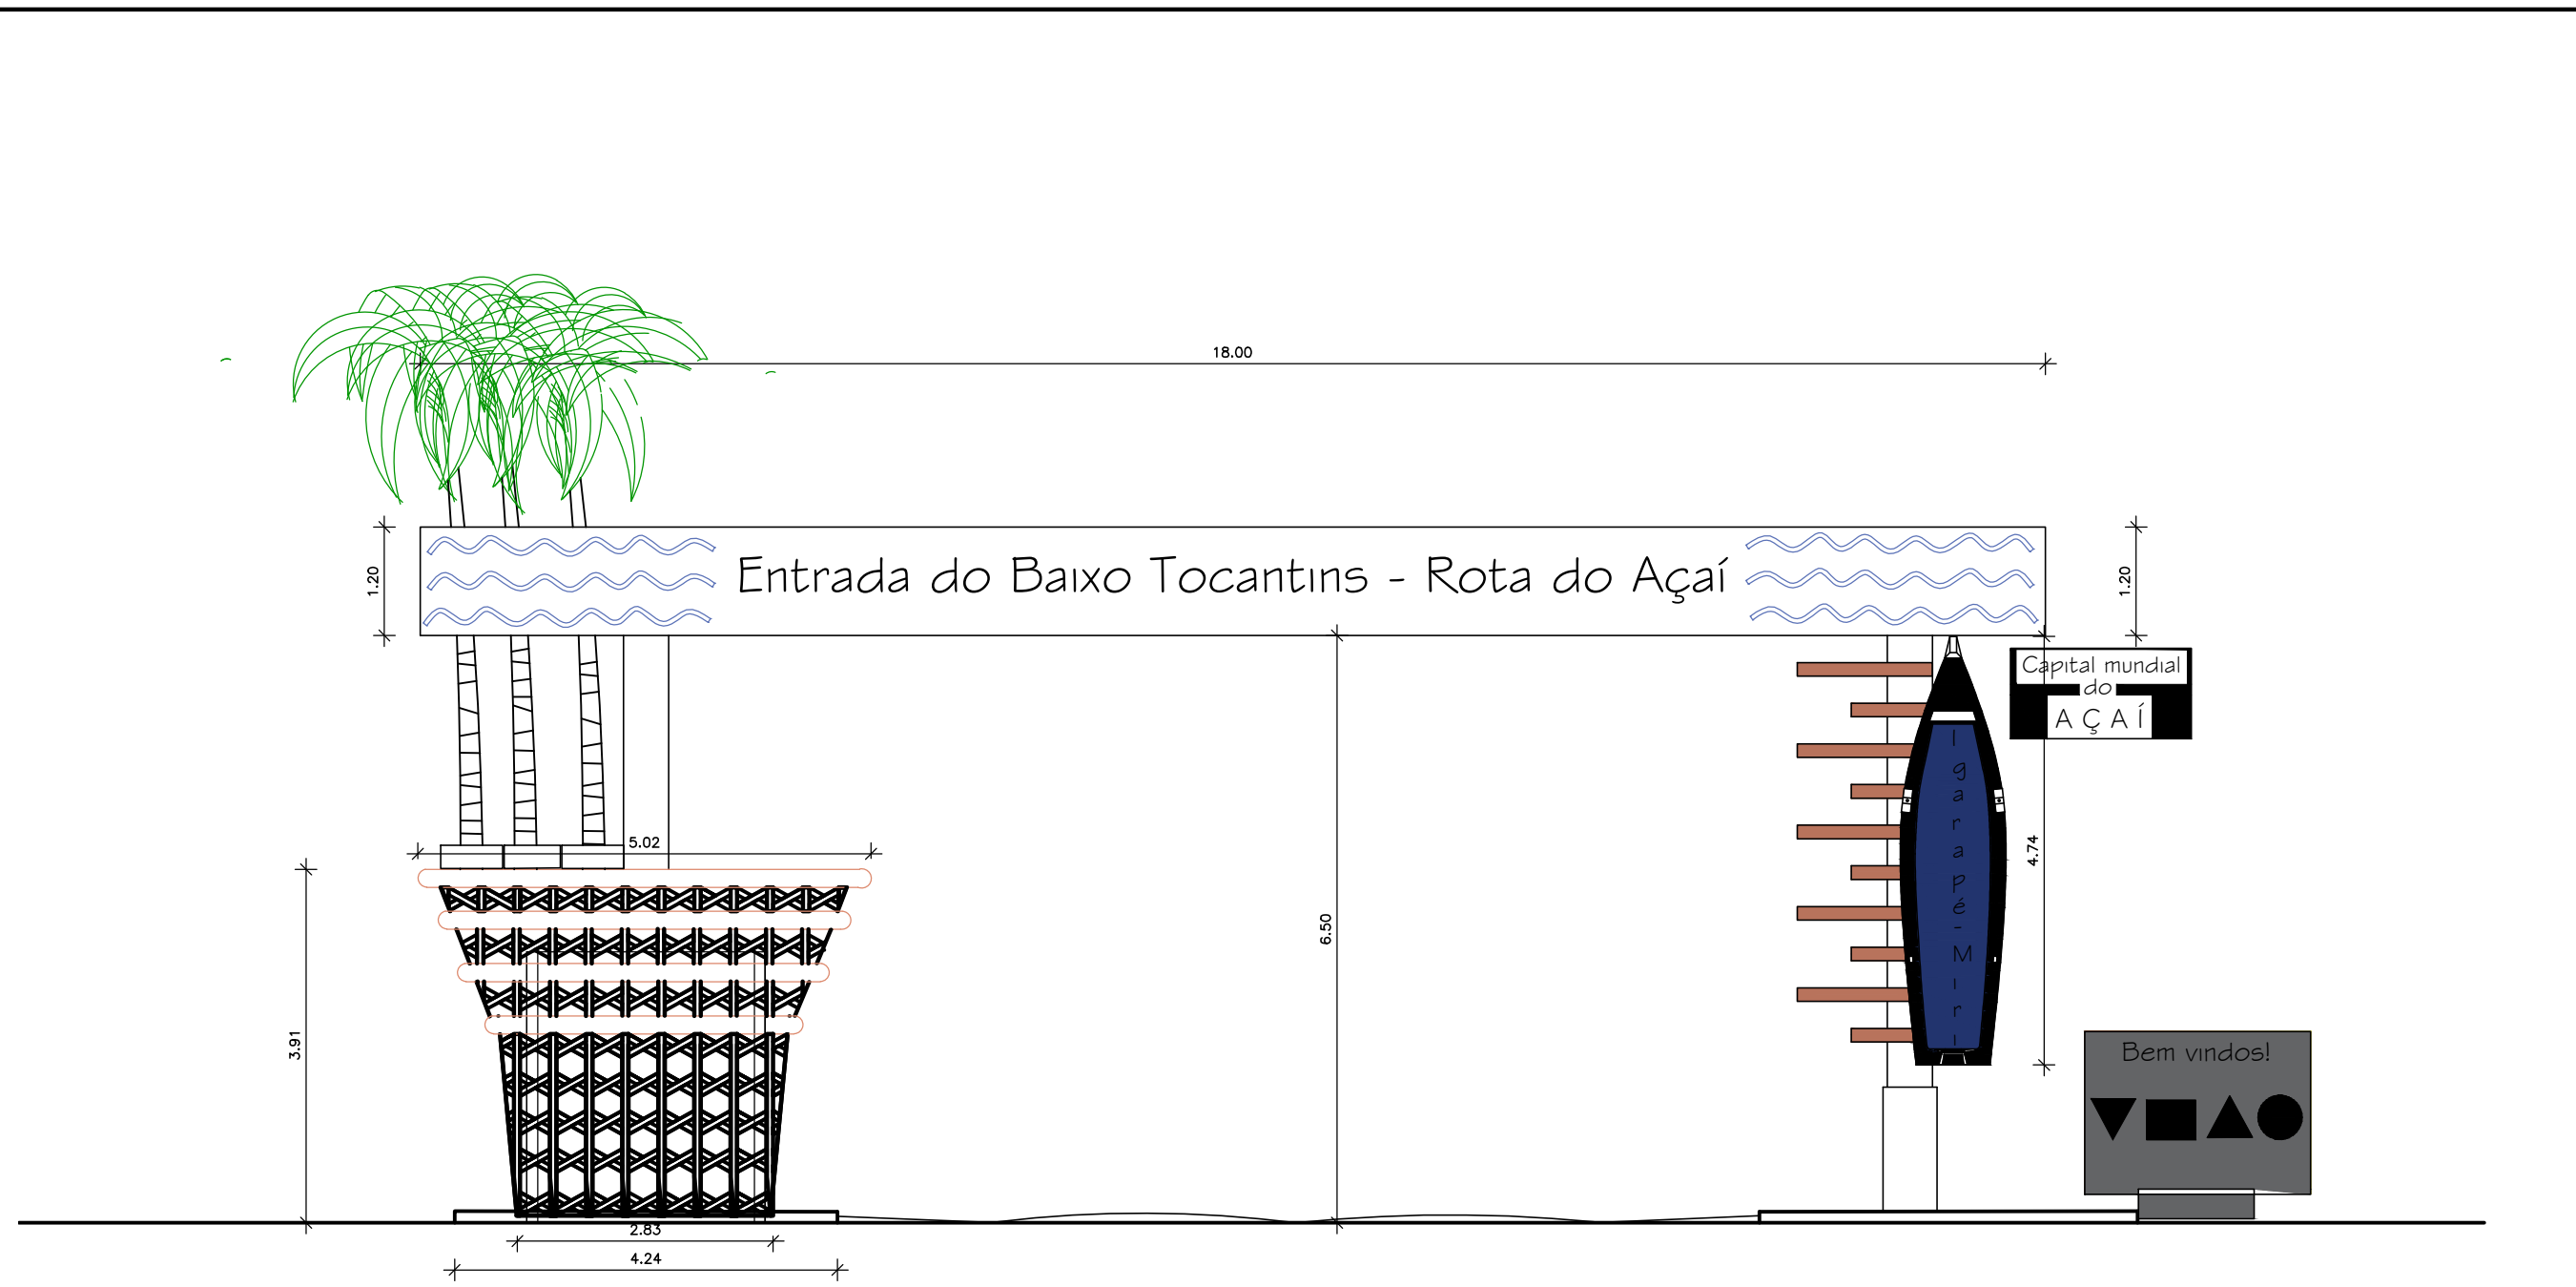 18.00
1.20
Entrada do Baixo Tocantins - Rota do Açaí
1.20
Capital mundial
do
AÇAÍ
Igarapé-Miri
5.02
4.74
6.50
3.91
Bem vindos!
2.83
4.24